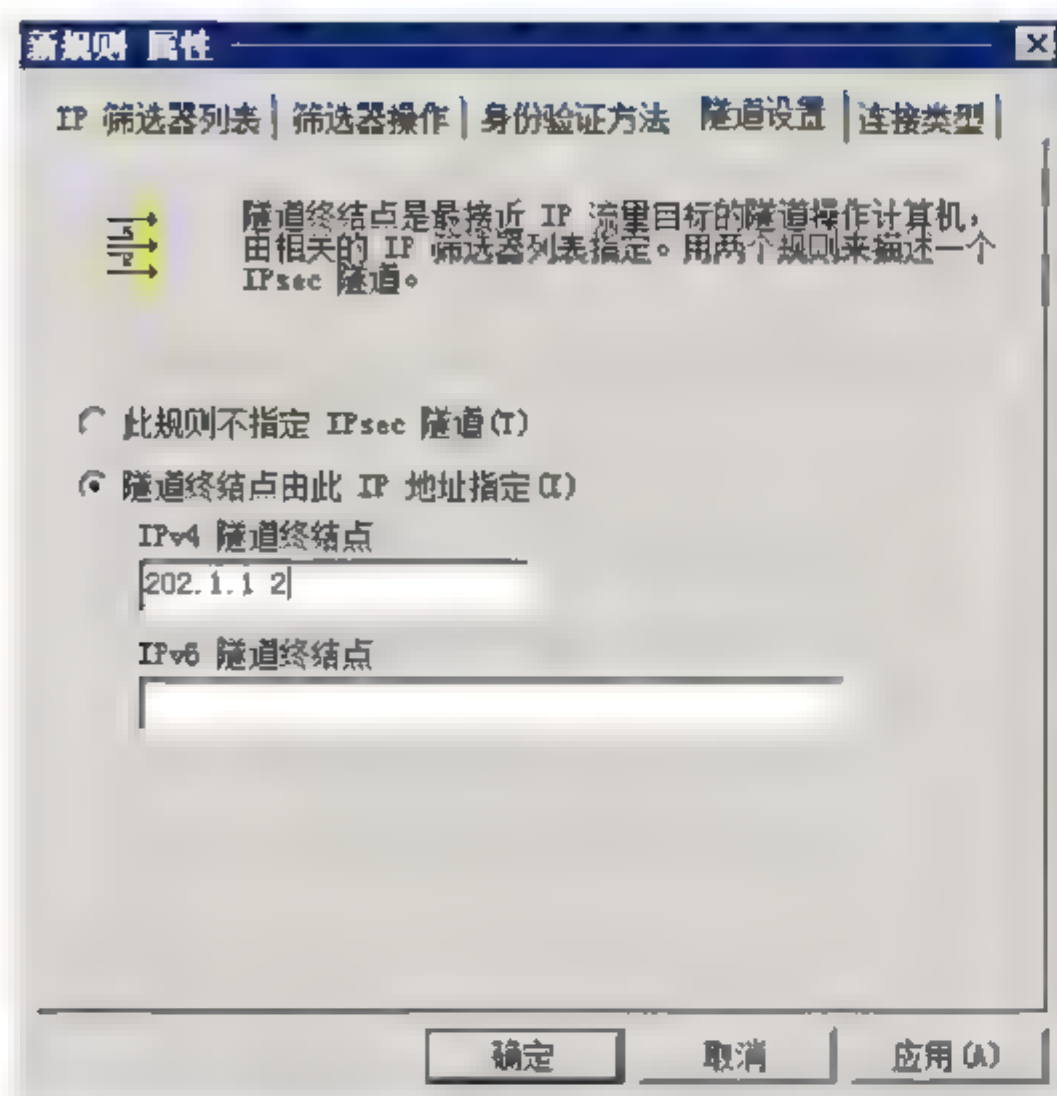 新规则 属性
IP 筛选器列表 筛选器操作 身份验证方法 隧道设置 连接类型
隧道终结点是最接近 IP 流量目标的隧道操作计算机,
由相关的 IP 筛选器列表指定。用两个规则来描述一个
IPsec 隧道。
此规则不指定 IPsec 隧道(T)
隧道终结点由此 IP 地址指定(I)
IPv4 隧道终结点
202.1.1 2
IPv6 隧道终结点
确定 取消 应用(A)